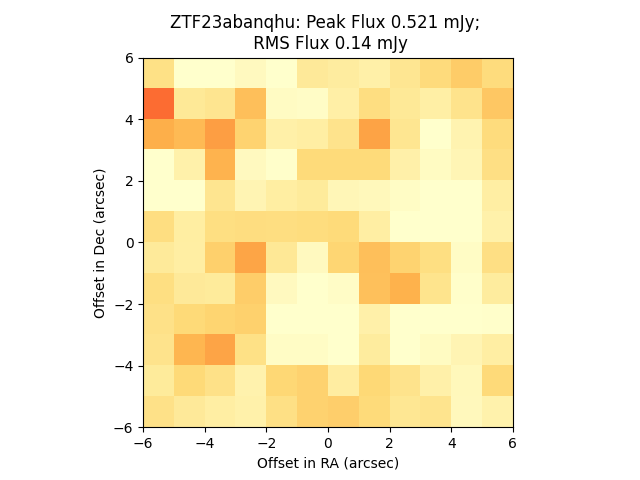 ZTF23abanqhu: Peak Flux 0.521 mJy;
RMS Flux 0.14 mJy
6
4
2
0
−2
−4
−6
Offset in Dec (arcsec)
−6 −4 −2 0 2 4 6
Offset in RA (arcsec)